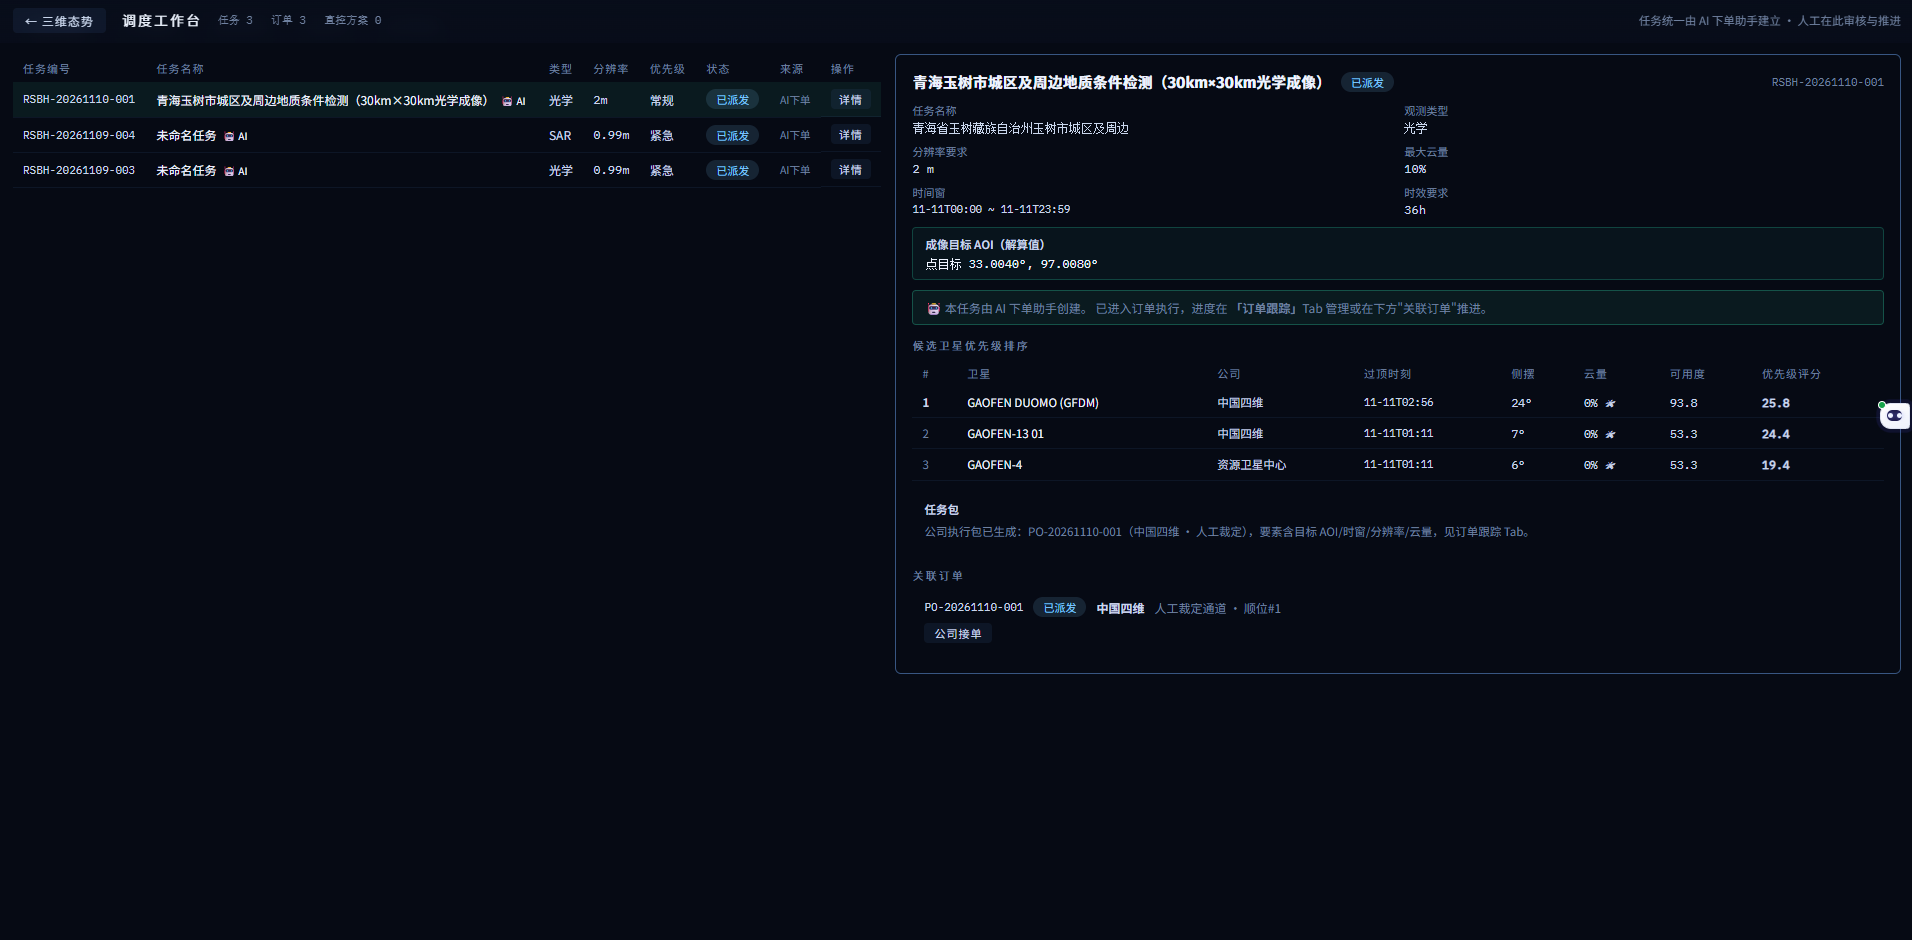 ← 三维态势 调度工作台 任务 3 订单 3 直控方案 0 任务统一由 AI 下单助手建立 · 人工在此审核与推进
任务编号 任务名称 类型 分辨率 优先级 状态 来源 操作
RSBH-20261110-001 青海玉树市城区及周边地质条件检测（30km×30km光学成像） AI 光学 2m 常规 已派发 AI下单 详情
RSBH-20261109-004 未命名任务 AI SAR 0.99m 紧急 已派发 AI下单 详情
RSBH-20261109-003 未命名任务 AI 光学 0.99m 紧急 已派发 AI下单 详情
青海玉树市城区及周边地质条件检测（30km×30km光学成像） 已派发 RSBH-20261110-001
任务名称 观测类型
青海省玉树藏族自治州玉树市城区及周边 光学
分辨率要求 最大云量
2 m 10%
时间窗 时效要求
11-11T00:00 ~ 11-11T23:59 36h
成像目标 AOI（解算值）
点目标 33.0040°, 97.0080°
本任务由 AI 下单助手创建。 已进入订单执行，进度在 「订单跟踪」Tab 管理或在下方"关联订单"推进。
候选卫星优先级排序
# 卫星 公司 过顶时刻 侧摆 云量 可用度 优先级评分
1 GAOFEN DUOMO (GFDM) 中国四维 11-11T02:56 24° 0% 93.8 25.8
2 GAOFEN-13 01 中国四维 11-11T01:11 7° 0% 53.3 24.4
3 GAOFEN-4 资源卫星中心 11-11T01:11 6° 0% 53.3 19.4
任务包
公司执行包已生成：PO-20261110-001（中国四维 · 人工裁定），要素含目标 AOI/时窗/分辨率/云量，见订单跟踪 Tab。
关联订单
PO-20261110-001 已派发 中国四维 人工裁定通道 · 顺位#1
公司接单